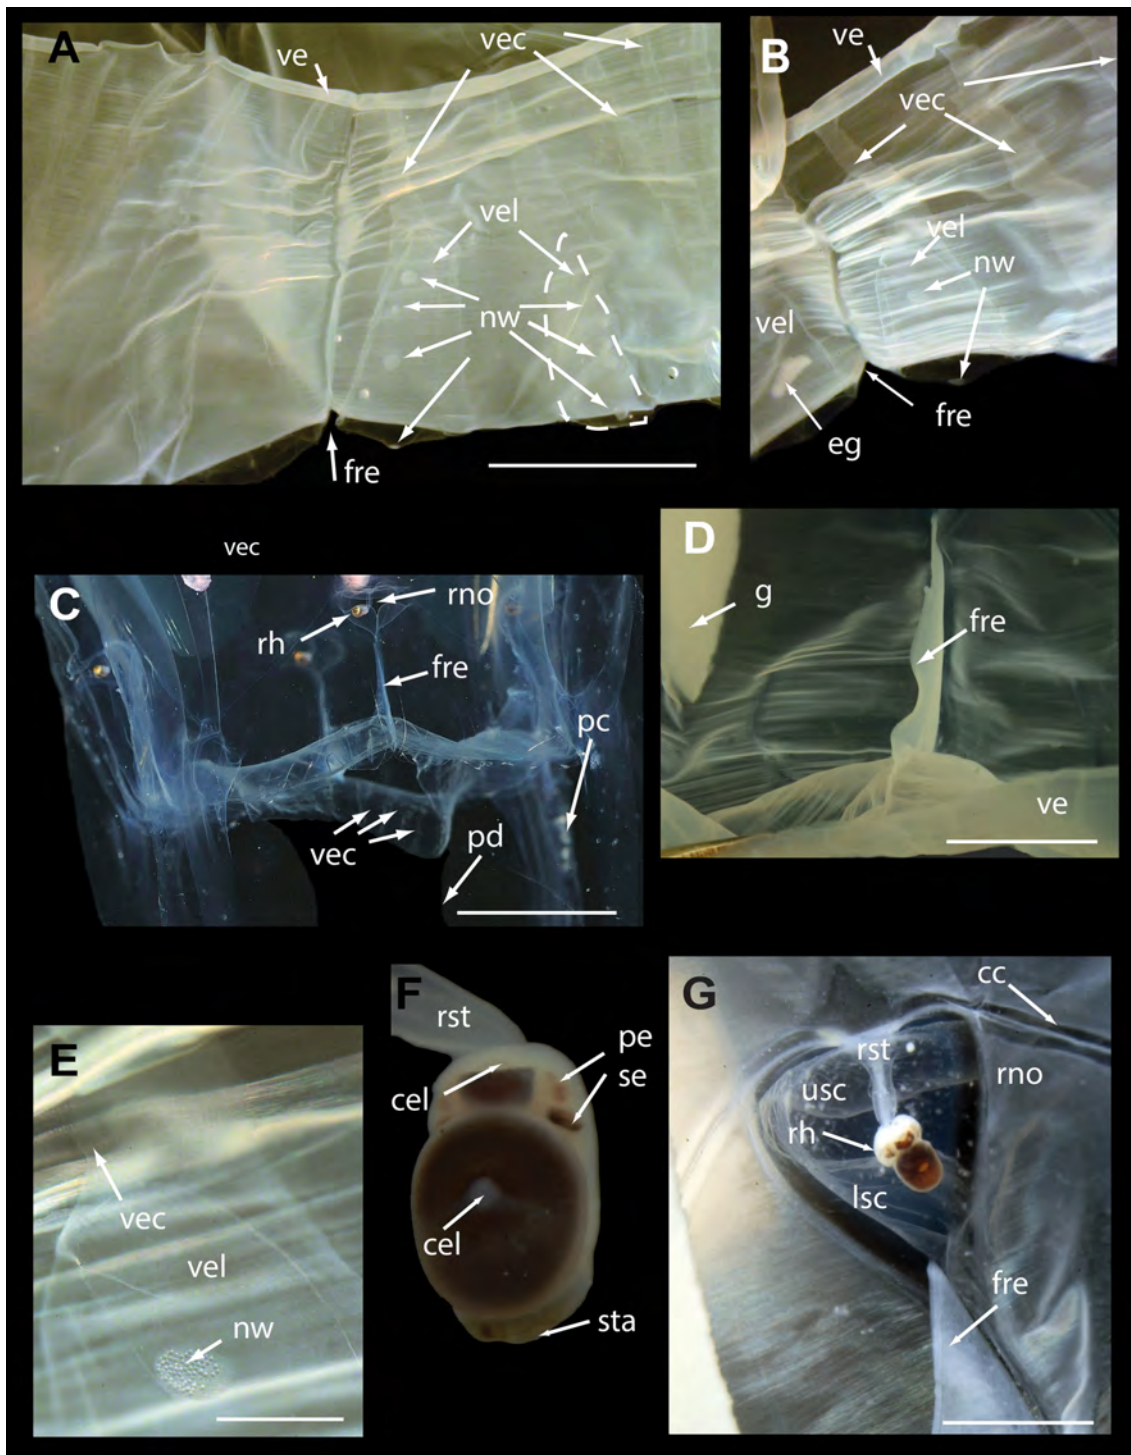 A
ve
vec
vel
nw
fre
B
ve
vec
vel
nw
vel
eg
fre
vec
C
rno
rh
fre
pc
vec
pd
D
g
fre
ve
E
vec
vel
nw
F
rst
pe
se
cel
cel
sta
G
cc
rst
rno
usc
rh
lsc
fre